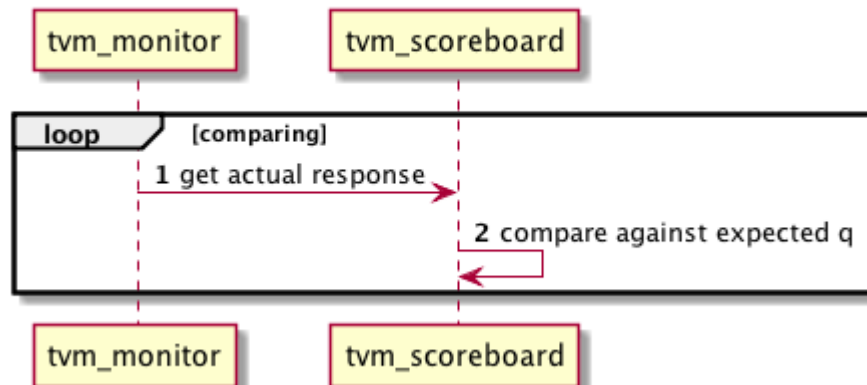 tvm_monitor tvm_scoreboard
loop [comparing]
1 get actual response
2 compare against expected q
tvm_monitor tvm_scoreboard